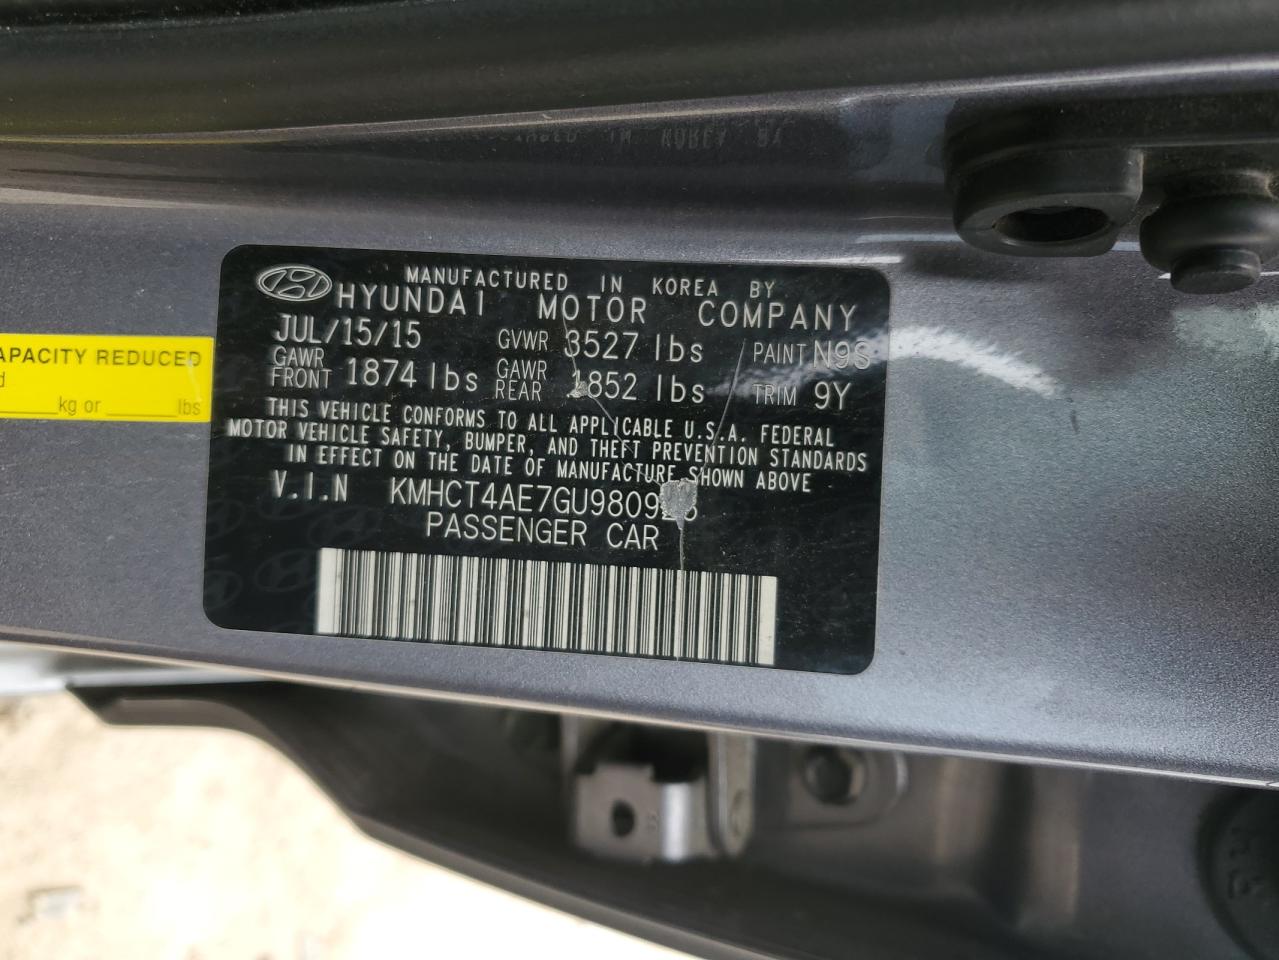 MANUFACTURED IN KOREA BY
HYUNDAI MOTOR COMPANY
JUL/15/15 GVWR 3527 lbs PAINT N9S
GAWR FRONT 1874 lbs GAWR REAR 1852 lbs TRIM 9Y
THIS VEHICLE CONFORMS TO ALL APPLICABLE U.S.A. FEDERAL
MOTOR VEHICLE SAFETY, BUMPER, AND THEFT PREVENTION STANDARDS
IN EFFECT ON THE DATE OF MANUFACTURE SHOWN ABOVE
V.I.N
PASSENGER CAR
APACITY REDUCED
d
kg or lbs